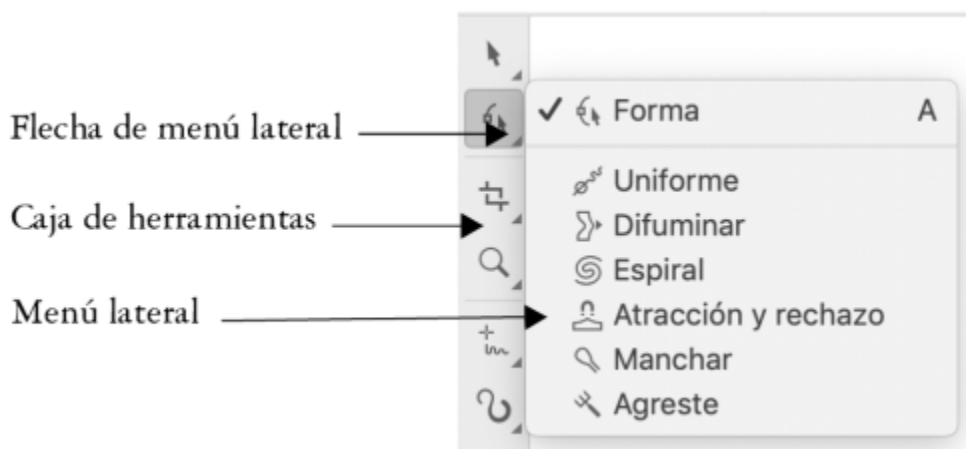 Flecha de menú lateral
Caja de herramientas
Menú lateral
Forma A
Uniforme
Difuminar
Espiral
Atracción y rechazo
Manchar
Agreste